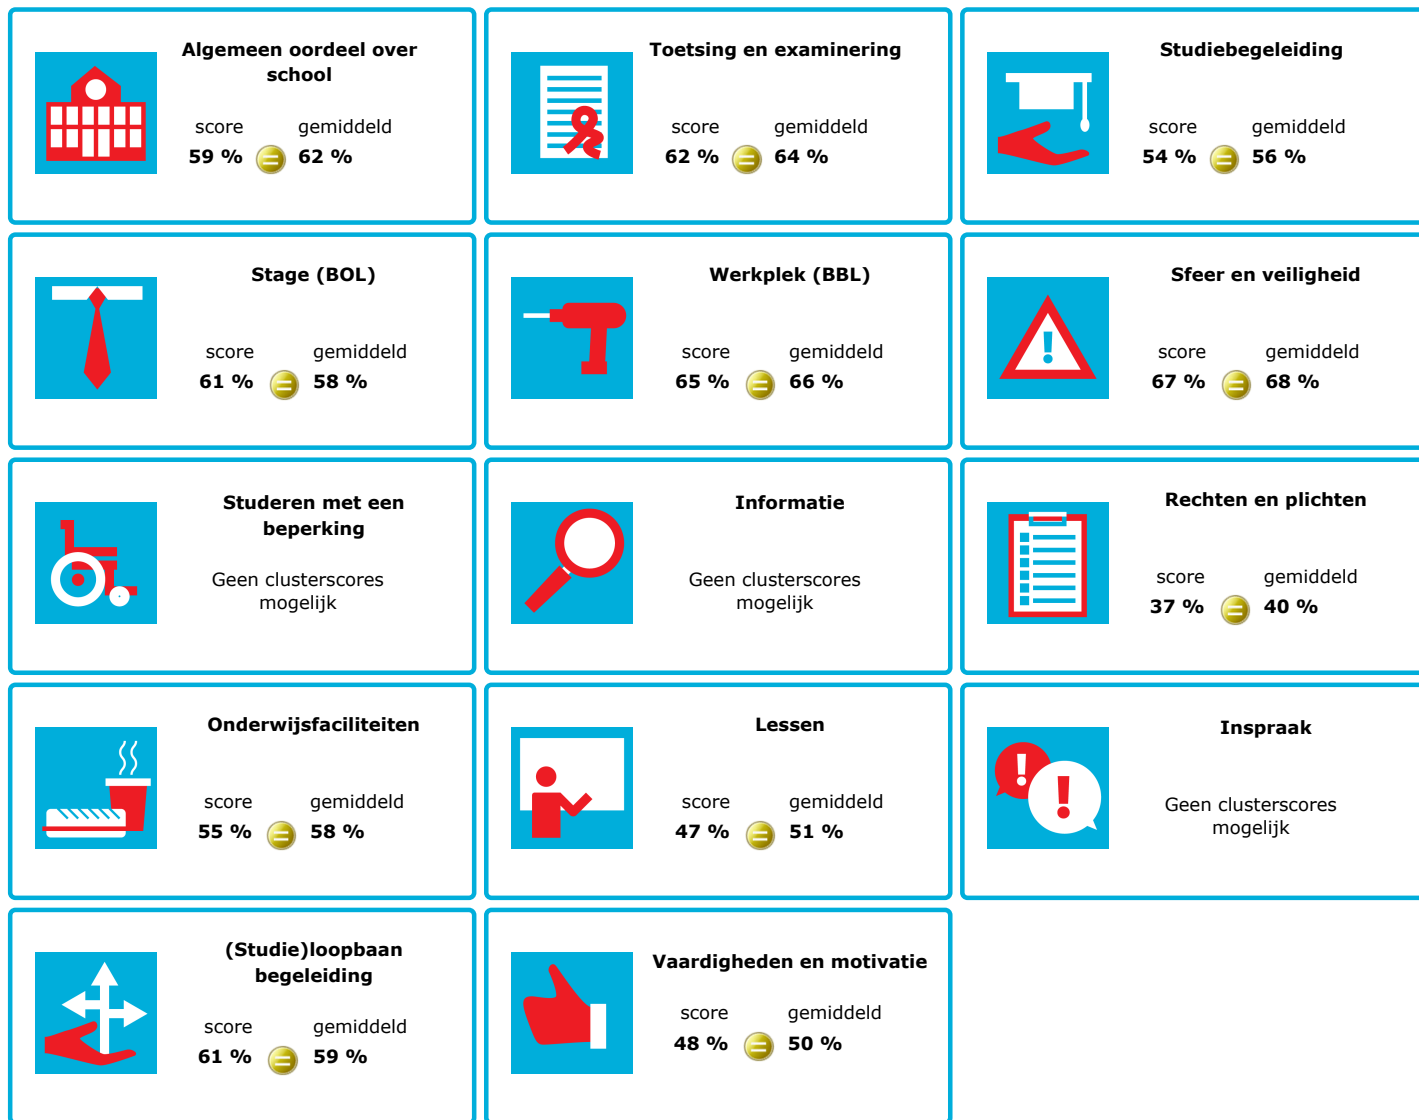 Algemeen oordeel over
school
score gemiddeld
59 % = 62 %
Toetsing en examinering
score gemiddeld
62 % = 64 %
Studiebegeleiding
score gemiddeld
54 % = 56 %
Stage (BOL)
score gemiddeld
61 % = 58 %
Werkplek (BBL)
score gemiddeld
65 % = 66 %
Sfeer en veiligheid
score gemiddeld
67 % = 68 %
Studeren met een
beperking
Geen clusterscores
mogelijk
Informatie
Geen clusterscores
mogelijk
Rechten en plichten
score gemiddeld
37 % = 40 %
Onderwijsfaciliteiten
score gemiddeld
55 % = 58 %
Lessen
score gemiddeld
47 % = 51 %
Inspraak
Geen clusterscores
mogelijk
(Studie)loopbaan
begeleiding
score gemiddeld
61 % = 59 %
Vaardigheden en motivatie
score gemiddeld
48 % = 50 %